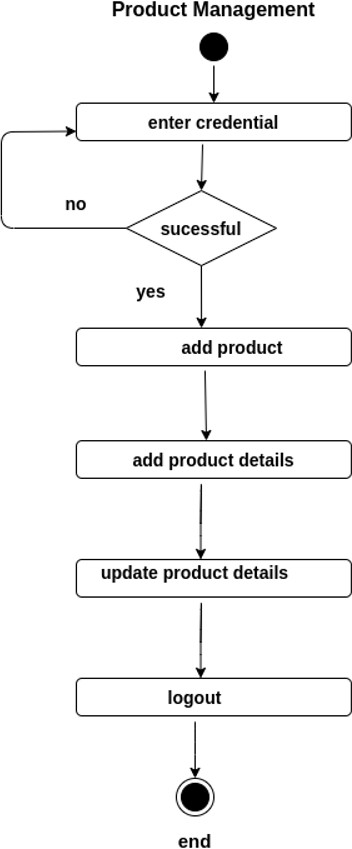 Product Management
enter credential
no
sucessful
yes
add product
add product details
update product details
logout
end